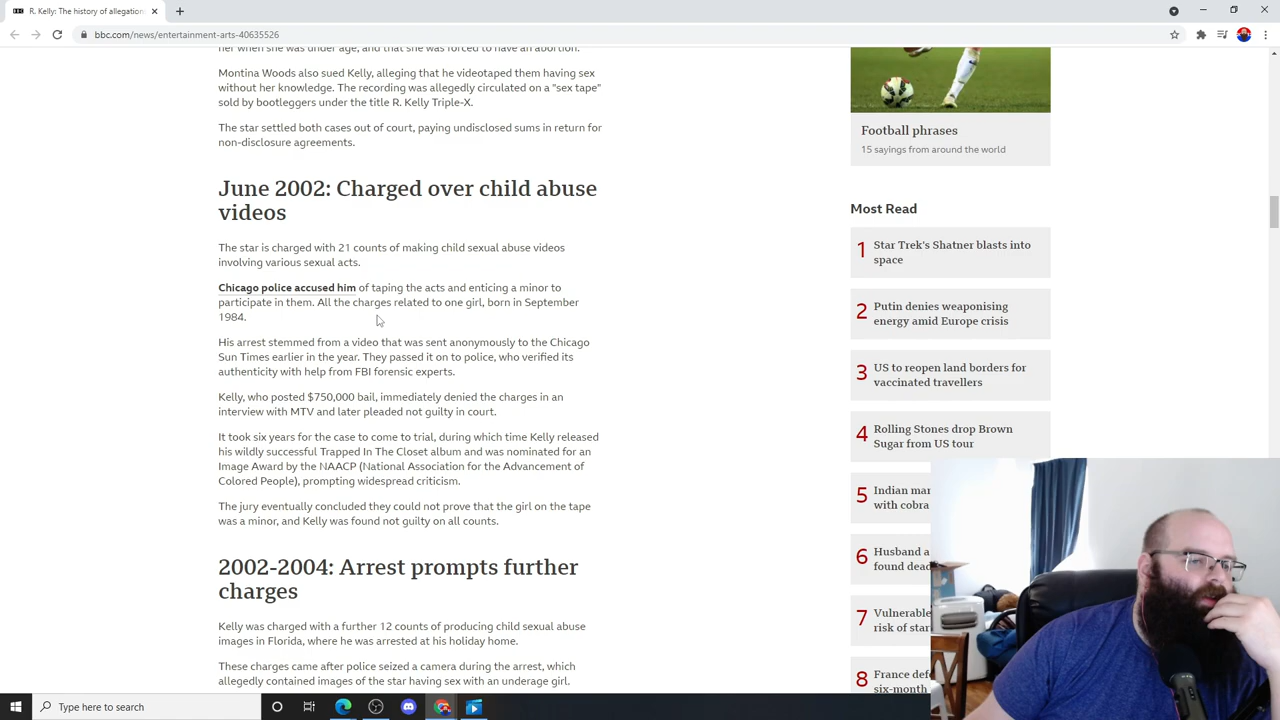 R. Kelly: The history of allegation
bbc.com/news/entertainment-arts-40635526
her when she was under age, and that she was forced to have an abortion.
Montina Woods also sued Kelly, alleging that he videotaped them having sex
without her knowledge. The recording was allegedly circulated on a "sex tape"
sold by bootleggers under the title R. Kelly Triple-X.
The star settled both cases out of court, paying undisclosed sums in return for
non-disclosure agreements.
June 2002: Charged over child abuse
videos
The star is charged with 21 counts of making child sexual abuse videos
involving various sexual acts.
Chicago police accused him of taping the acts and enticing a minor to
participate in them. All the charges related to one girl, born in September
1984.
His arrest stemmed from a video that was sent anonymously to the Chicago
Sun Times earlier in the year. They passed it on to police, who verified its
authenticity with help from FBI forensic experts.
Kelly, who posted $750,000 bail, immediately denied the charges in an
interview with MTV and later pleaded not guilty in court.
It took six years for the case to come to trial, during which time Kelly released
his wildly successful Trapped In The Closet album and was nominated for an
Image Award by the NAACP (National Association for the Advancement of
Colored People), prompting widespread criticism.
The jury eventually concluded they could not prove that the girl on the tape
was a minor, and Kelly was found not guilty on all counts.
2002-2004: Arrest prompts further
charges
Kelly was charged with a further 12 counts of producing child sexual abuse
images in Florida, where he was arrested at his holiday home.
These charges came after police seized a camera during the arrest, which
allegedly contained images of the star having sex with an underage girl.
Football phrases
15 sayings from around the world
Most Read
1 Star Trek's Shatner blasts into
space
2 Putin denies weaponising
energy amid Europe crisis
3 US to reopen land borders for
vaccinated travellers
4 Rolling Stones drop Brown
Sugar from US tour
5 Indian mar
with cobra
6 Husband a
found dead
7 Vulnerable
risk of star
8 France def
six-month
Type here to search